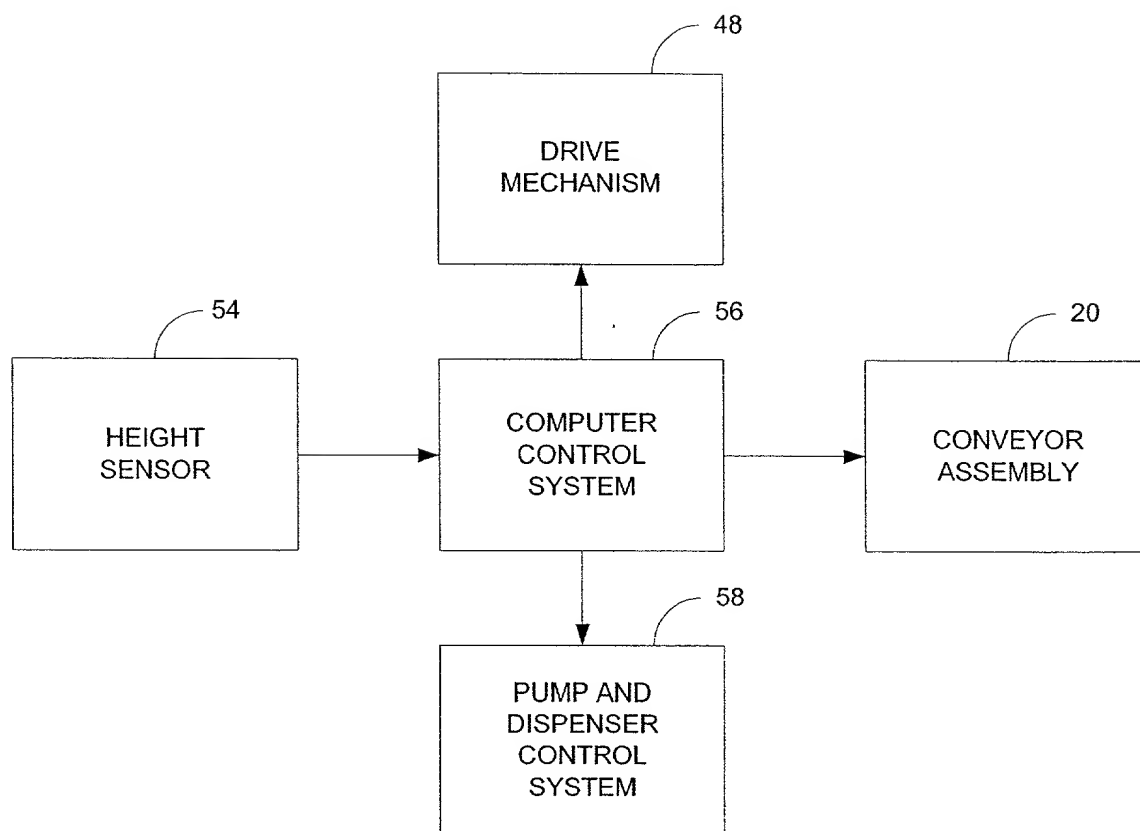 48
DRIVE
MECHANISM
54
56
20
HEIGHT
SENSOR
COMPUTER
CONTROL
SYSTEM
CONVEYOR
ASSEMBLY
58
PUMP AND
DISPENSER
CONTROL
SYSTEM